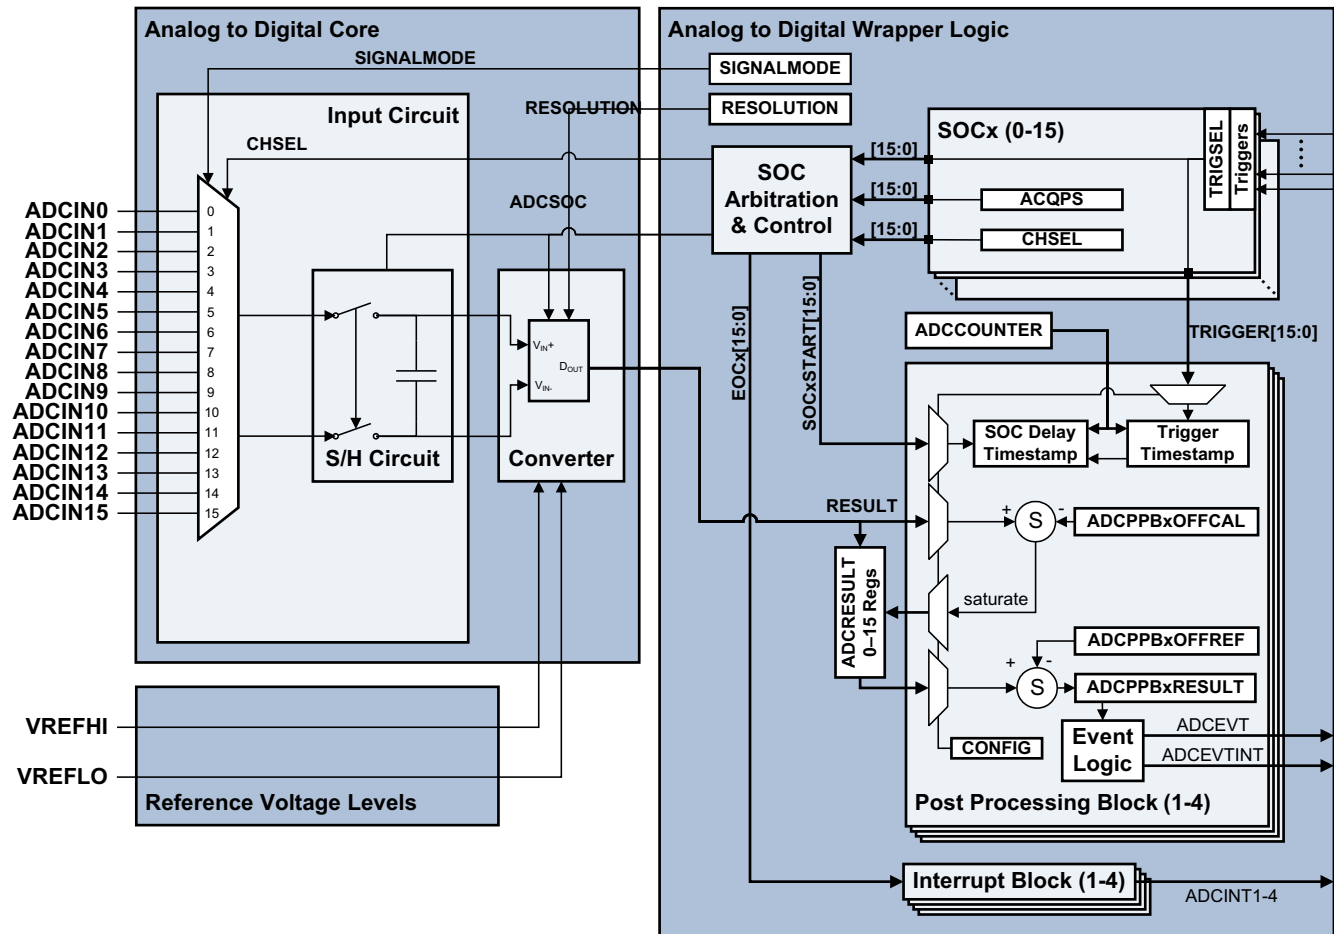 Analog to Digital Core
SIGNALMODE
RESOLUTION
Input Circuit
CHSEL
ADCSOC
ADCIN0
ADCIN1
ADCIN2
ADCIN3
ADCIN4
ADCIN5
ADCIN6
ADCIN7
ADCIN8
ADCIN9
ADCIN10
ADCIN11
ADCIN12
ADCIN13
ADCIN14
ADCIN15
0
1
2
3
4
5
6
7
8
9
10
11
12
13
14
15
S/H Circuit
VIN+
VIN-
DOUT
Converter
VREFHI
VREFLO
Reference Voltage Levels
Analog to Digital Wrapper Logic
SIGNALMODE
RESOLUTION
SOC
Arbitration
& Control
[15:0]
[15:0]
[15:0]
SOCx (0-15)
TRIGSEL
Triggers
ACQPS
CHSEL
EOCx[15:0]
SOCxSTART[15:0]
ADCCOUNTER
TRIGGER[15:0]
SOC Delay
Timestamp
Trigger
Timestamp
RESULT
+
S
-
ADCPPBxOFFCAL
ADCRESULT
0–15 Regs
saturate
ADCPPBxOFFREF
+
-
S
ADCPPBxRESULT
CONFIG
Event
Logic
ADCEVT
ADCEVTINT
Post Processing Block (1-4)
Interrupt Block (1-4)
ADCINT1-4